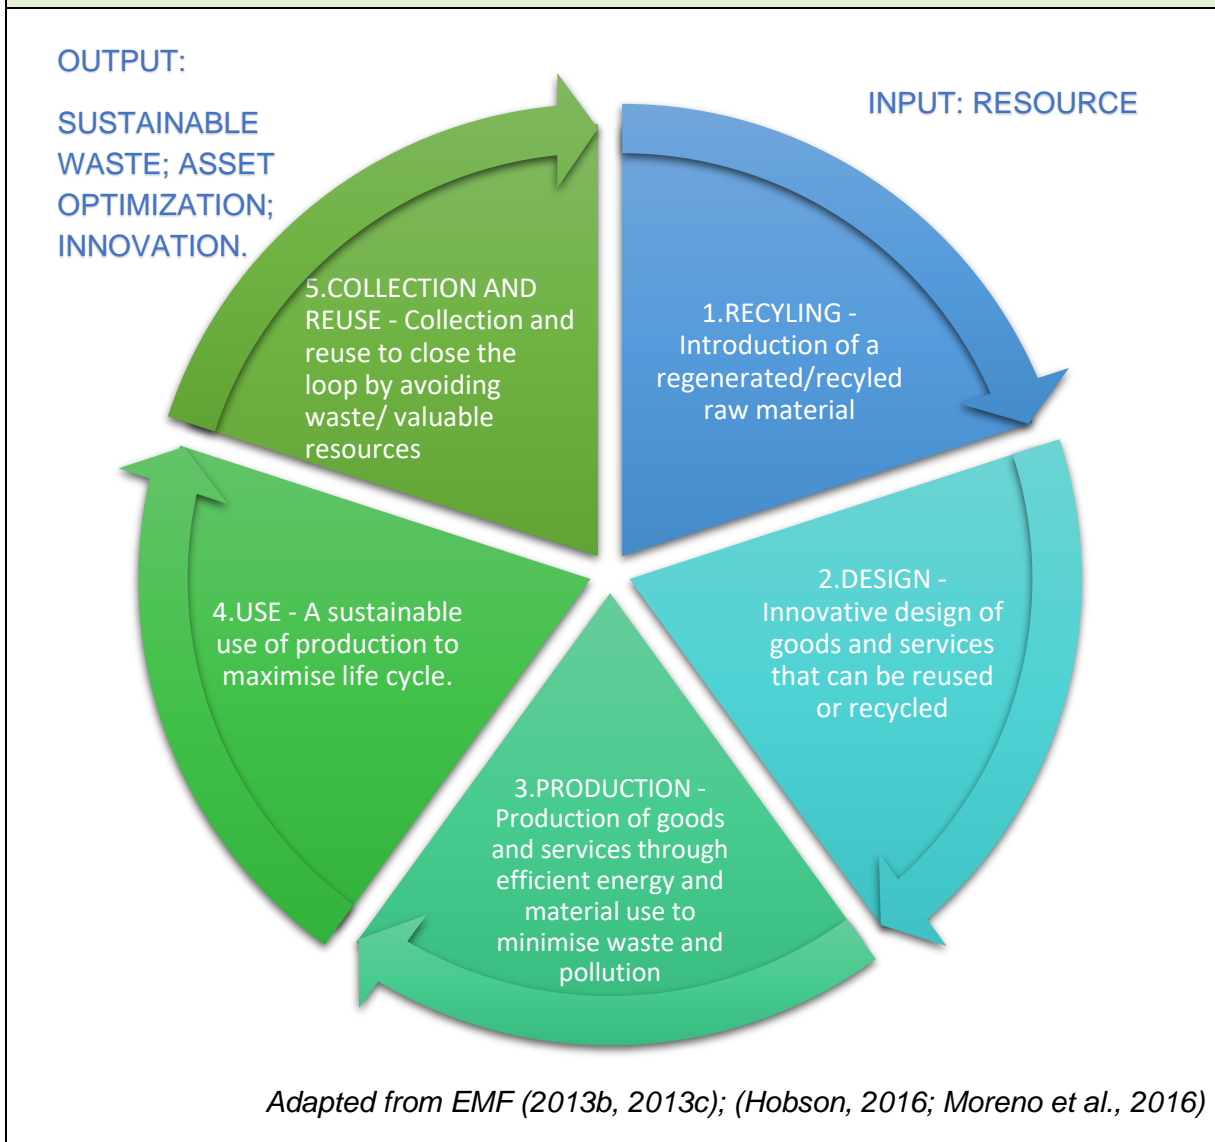 OUTPUT:
SUSTAINABLE
WASTE; ASSET
OPTIMIZATION;
INNOVATION.
INPUT: RESOURCE
1.RECYLING -
Introduction of a
regenerated/recyled
raw material
2.DESIGN -
Innovative design of
goods and services
that can be reused
or recycled
3.PRODUCTION -
Production of goods
and services through
efficient energy and
material use to
minimise waste and
pollution
4.USE - A sustainable
use of production to
maximise life cycle.
5.COLLECTION AND
REUSE - Collection and
reuse to close the
loop by avoiding
waste/ valuable
resources
Adapted from EMF (2013b, 2013c); (Hobson, 2016; Moreno et al., 2016)